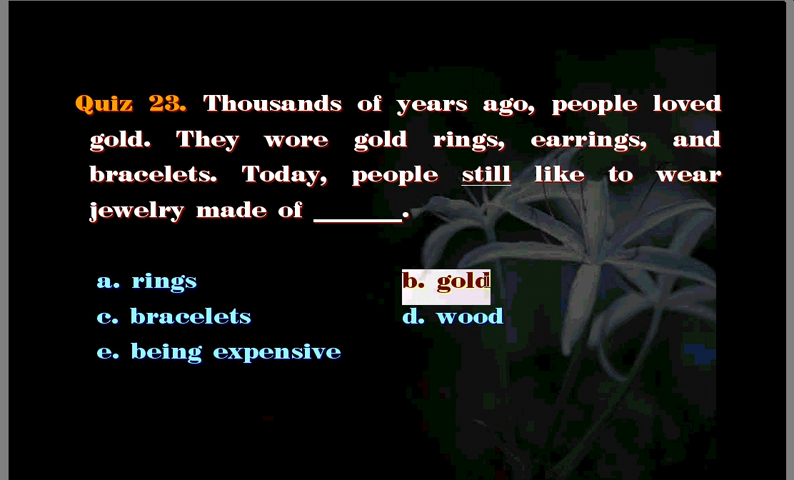 Quiz 23. Thousands of years ago, people loved
gold. They wore gold rings, earrings, and
bracelets. Today, people still like to wear
jewelry made of ______.
a. rings b. gold
c. bracelets d. wood
e. being expensive